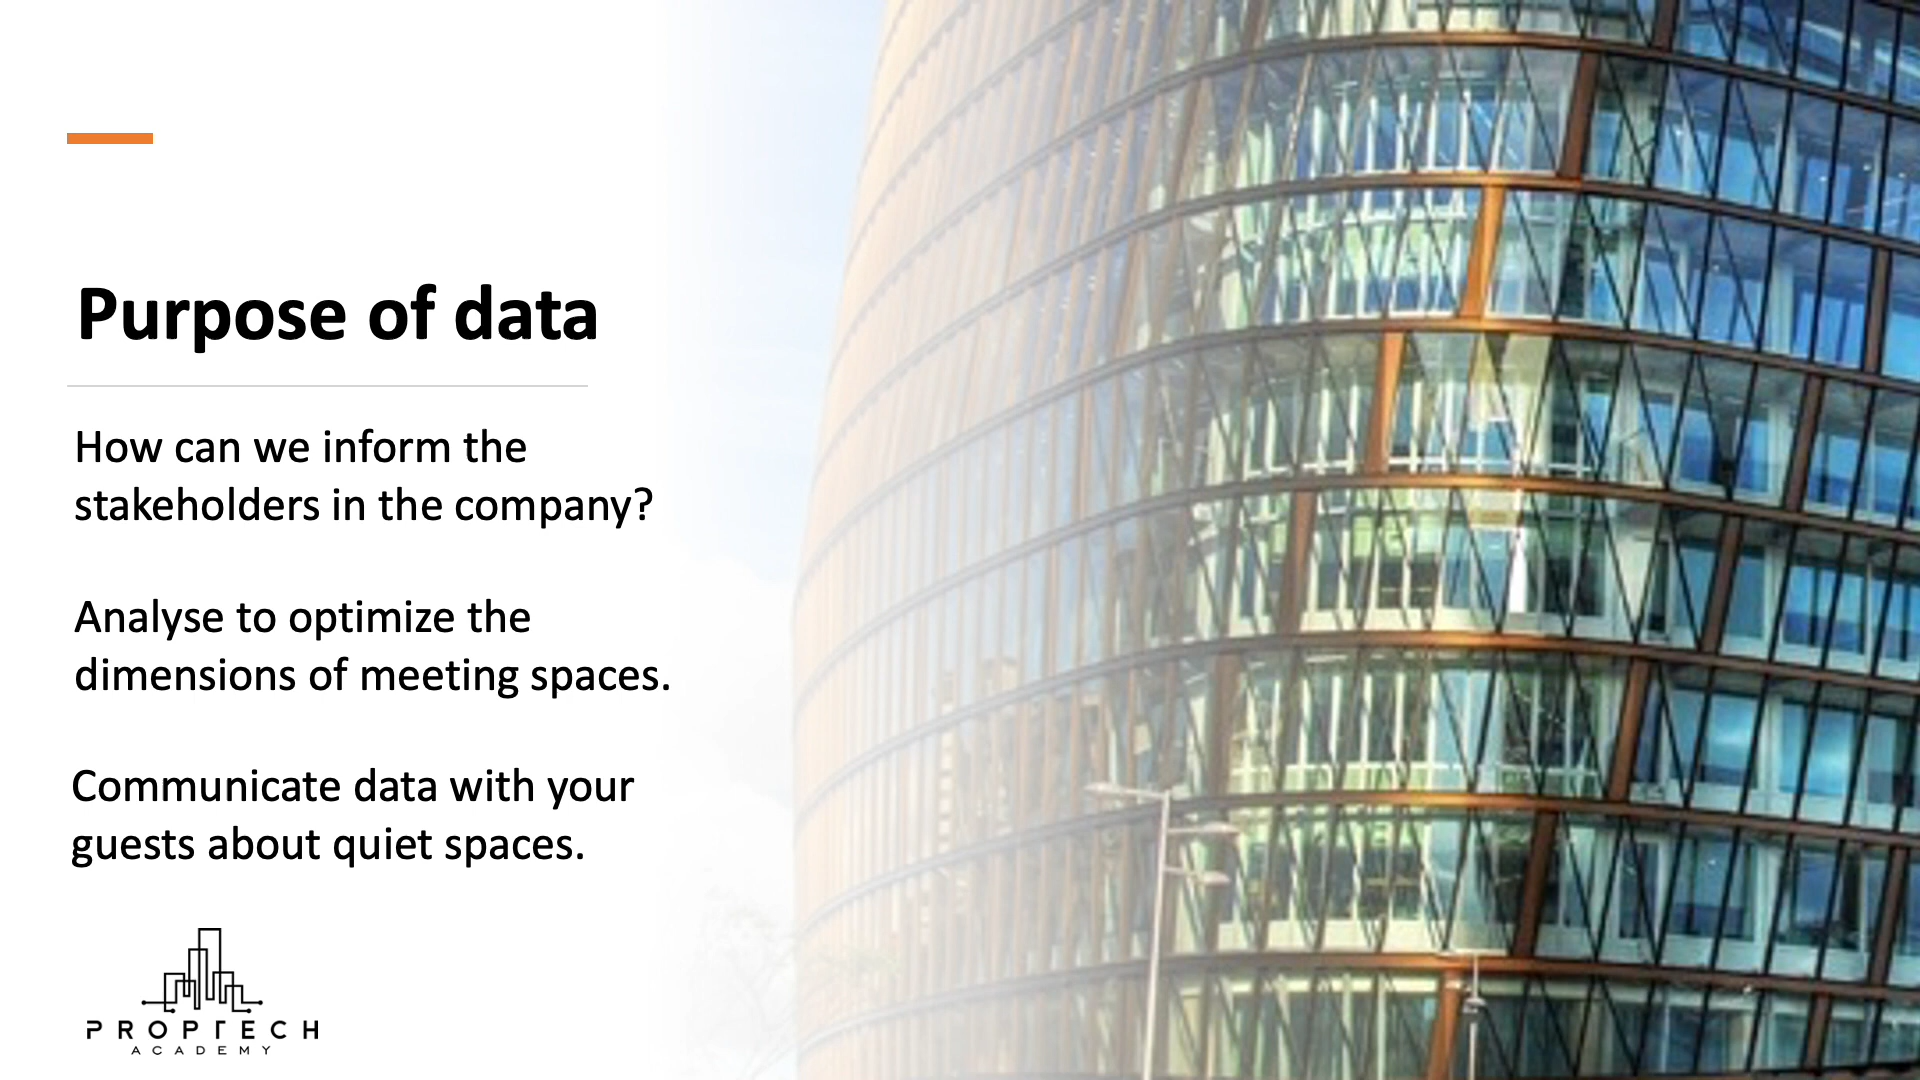 Purpose of data
How can we inform the
stakeholders in the company?
Analyse to optimize the
dimensions of meeting spaces.
Communicate data with your
guests about quiet spaces.
PROPTECH
ACADEMY